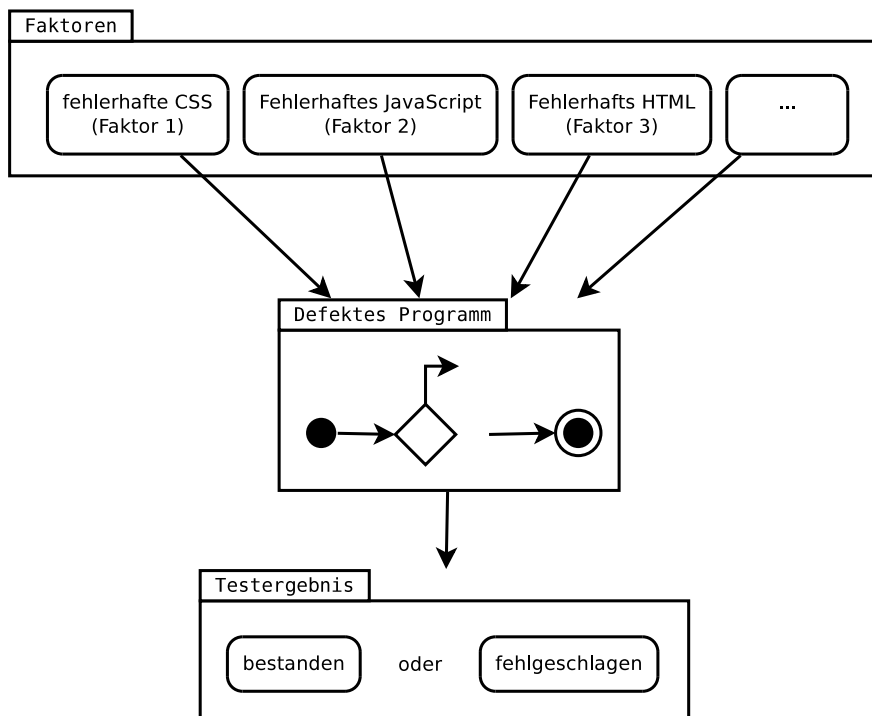 Faktoren
fehlerhafte CSS
(Faktor 1)
Fehlerhaftes JavaScript
(Faktor 2)
Fehlerhafts HTML
(Faktor 3)
...
Defektes Programm
Testergebnis
bestanden
oder
fehlgeschlagen